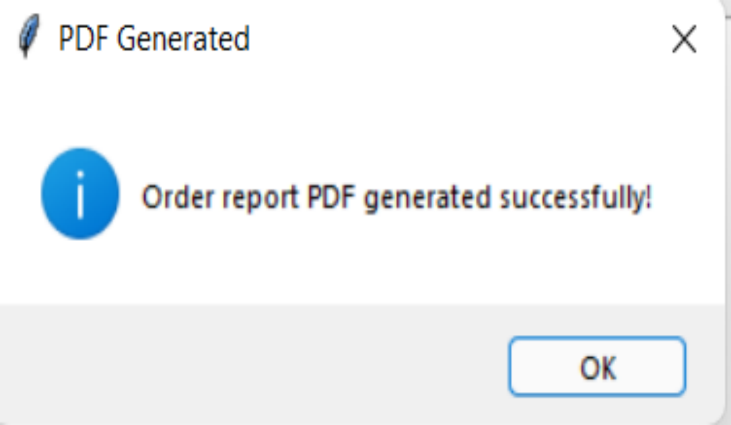 PDF Generated
Order report PDF generated successfully!
OK